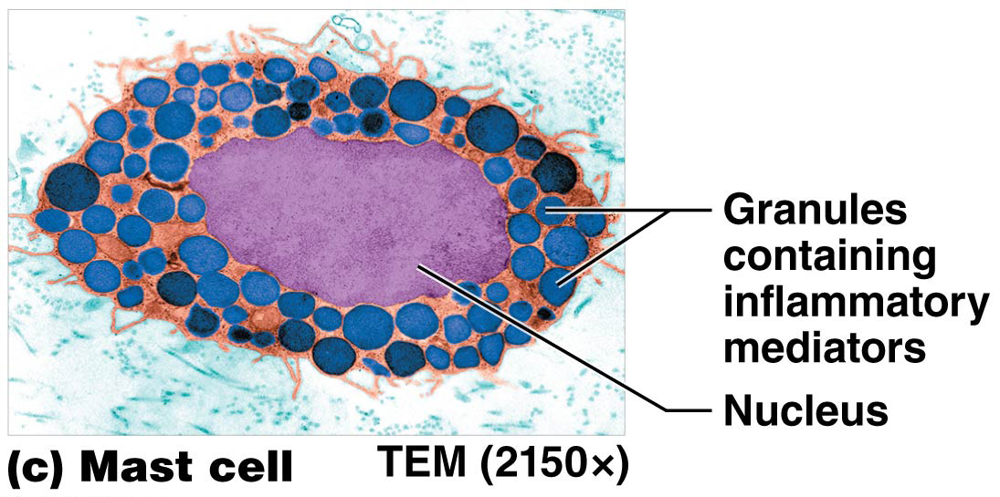 Granules
containing
inflammatory
mediators
Nucleus
(c) Mast cell TEM (2150×)